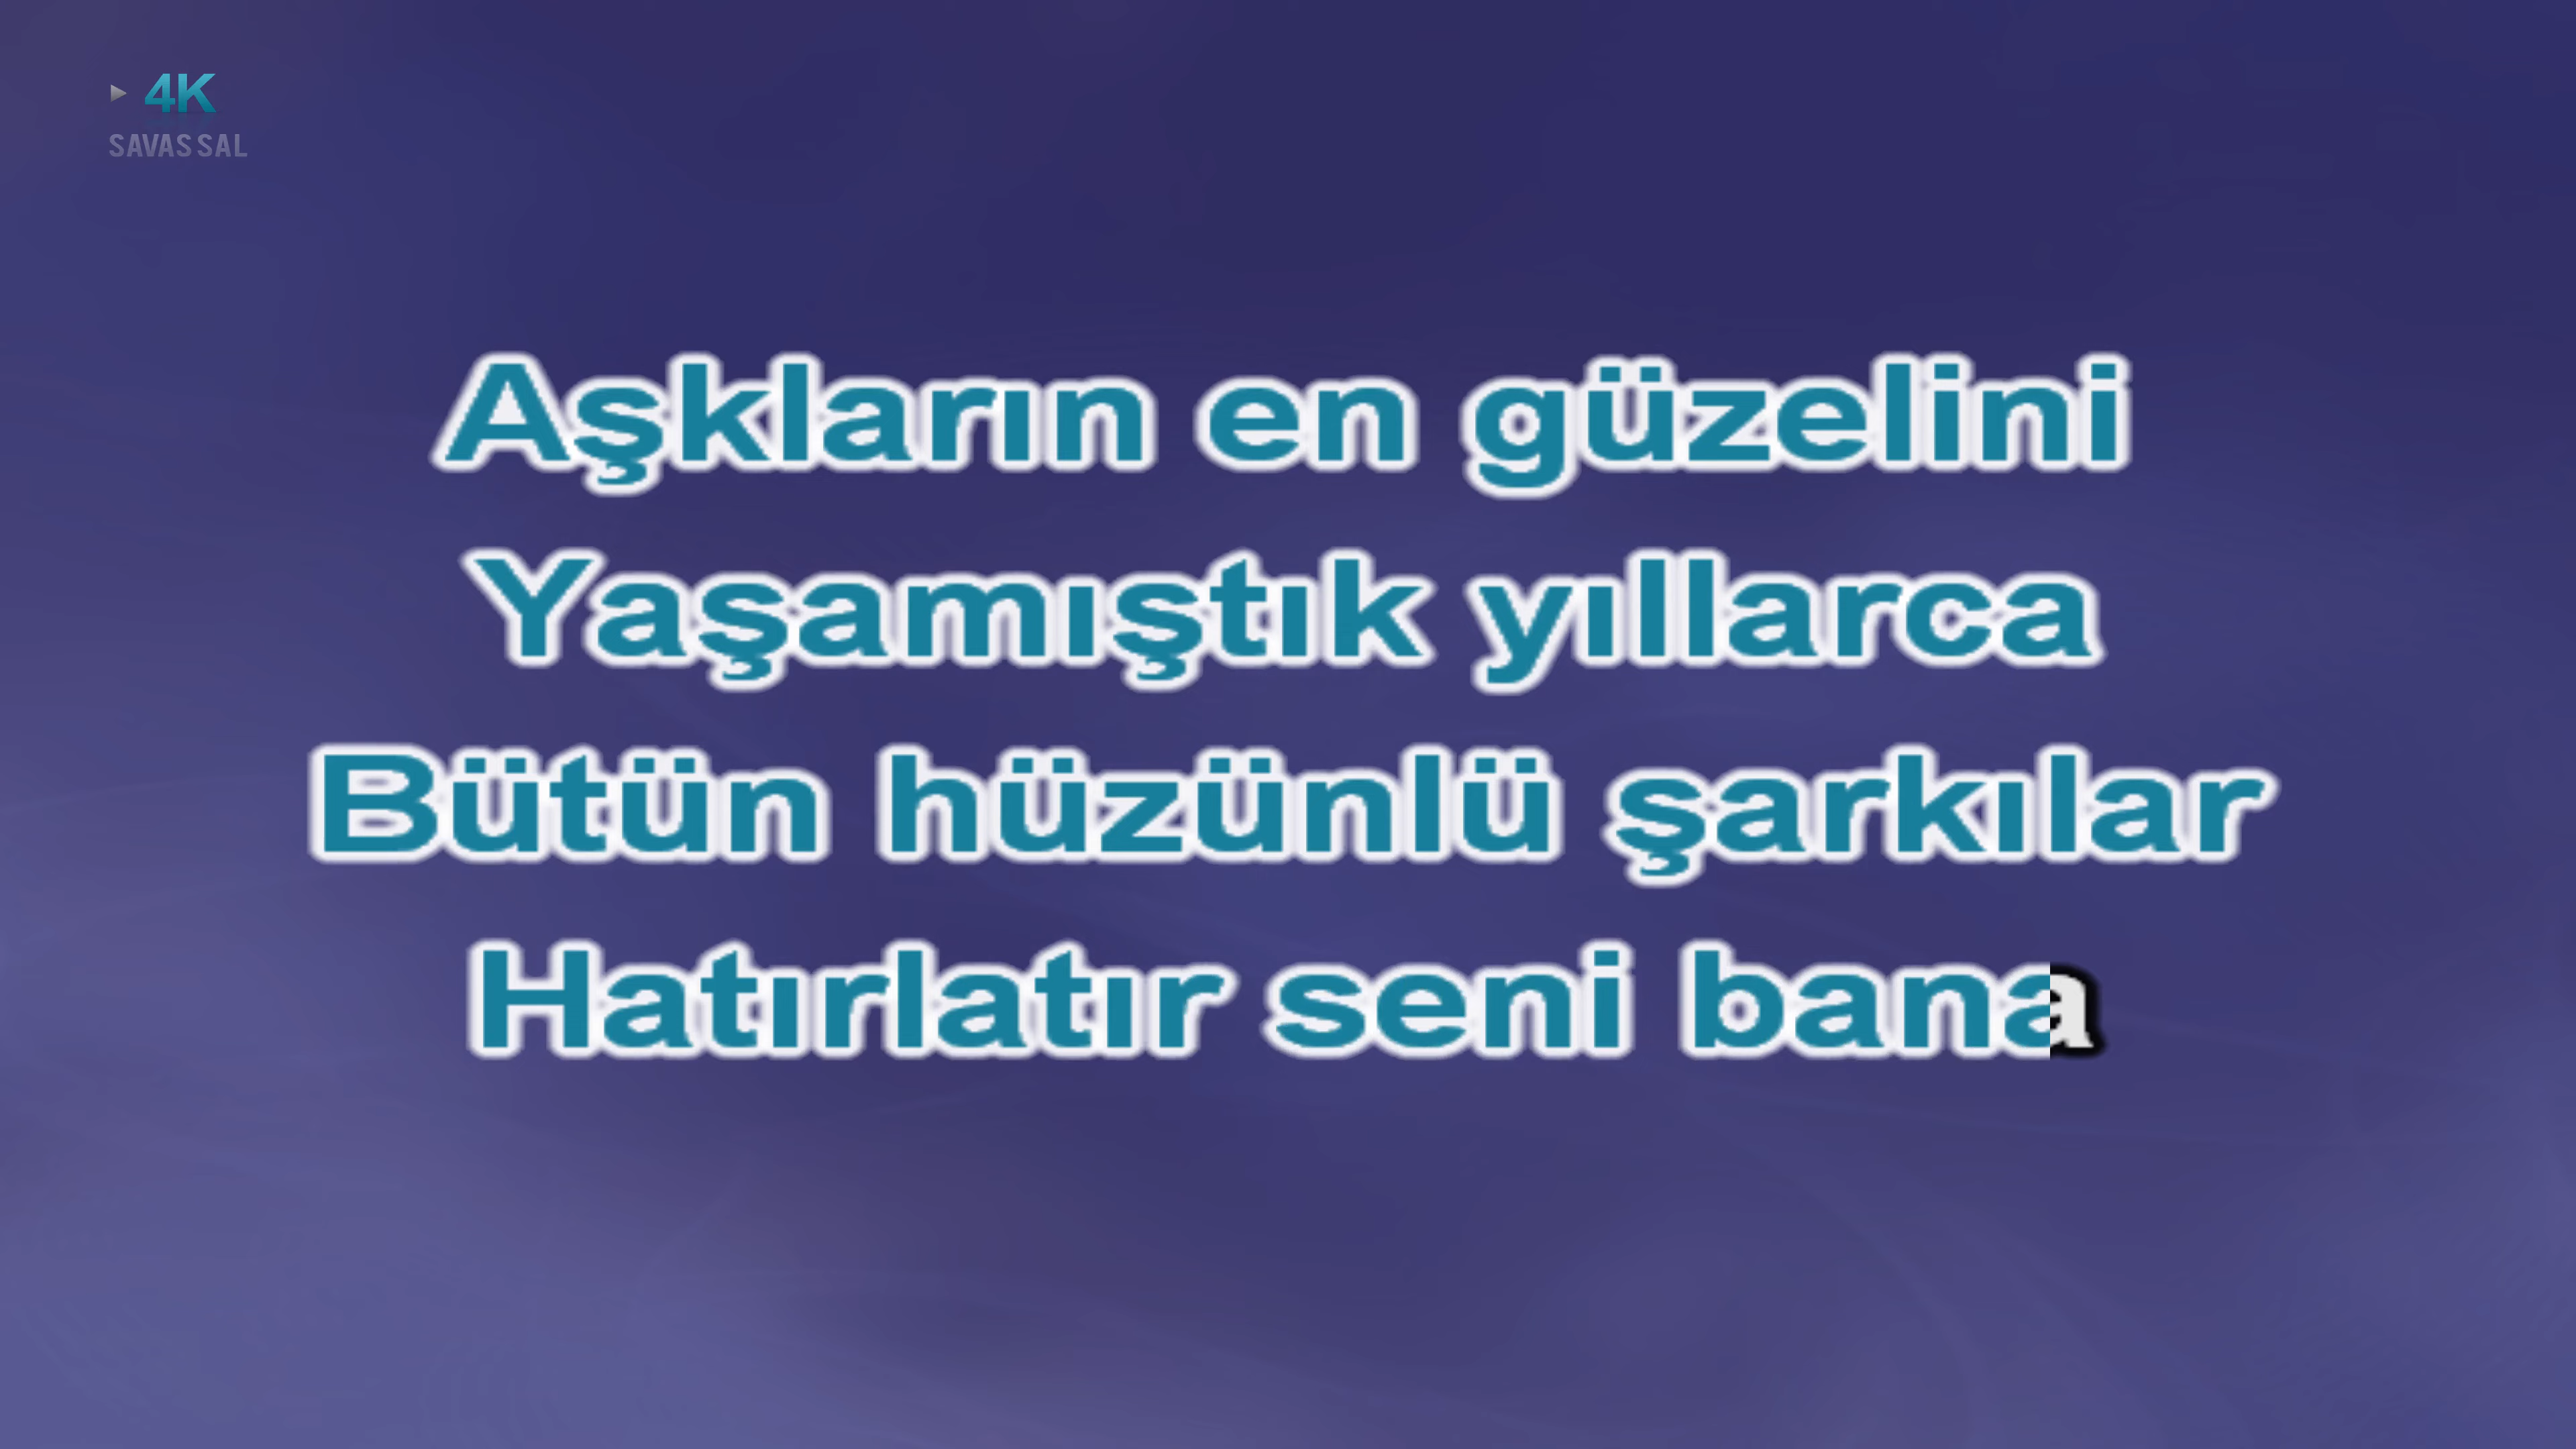 4K
SAVAS SAL
Aşkların en güzelini
Yaşamıştık yıllarca
Bütün hüzünlü şarkılar
Hatırlatır seni bana